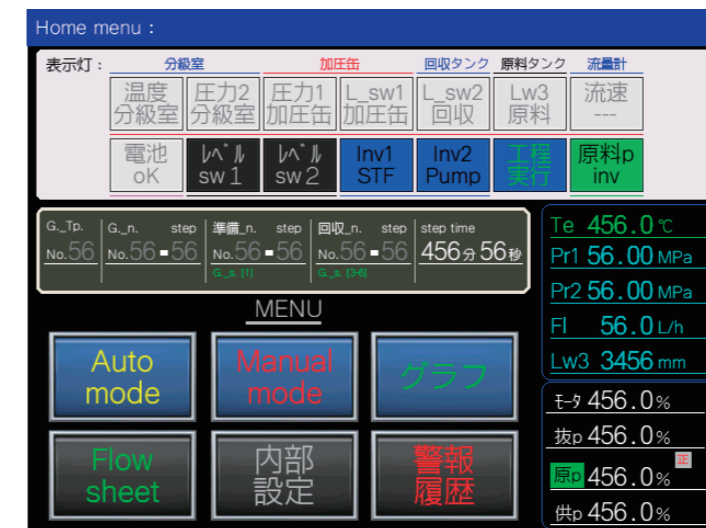 Home menu :
表示灯 : 分級室 加圧缶 回収タンク 原料タンク 流量計
温度 圧力2 圧力1 L_sw1 L_sw2 Lw3 流速
分級室 分級室 加圧缶 加圧缶 回収 原料 ---
電池 ﾚﾍﾞﾙ ﾚﾍﾞﾙ Inv1 Inv2 工程 原料p
oK sw1 sw2 STF Pump 実行 inv
G._Tp. G._n. step 準備_n. step 回収_n. step step time
No.56 No.56-56 No.56-56 No.56-56 456分56秒
G._s. [1] G._s. [3-6]
Te 456.0 ℃
Pr1 56.00 MPa
Pr2 56.00 MPa
Fl 56.0 L/h
Lw3 3456 mm
MENU
Auto
mode
Manual
mode
グラフ
Flow
sheet
内部
設定
警報
履歴
ﾓｰﾀ 456.0%
抜p 456.0%
正
原p 456.0%
供p 456.0%